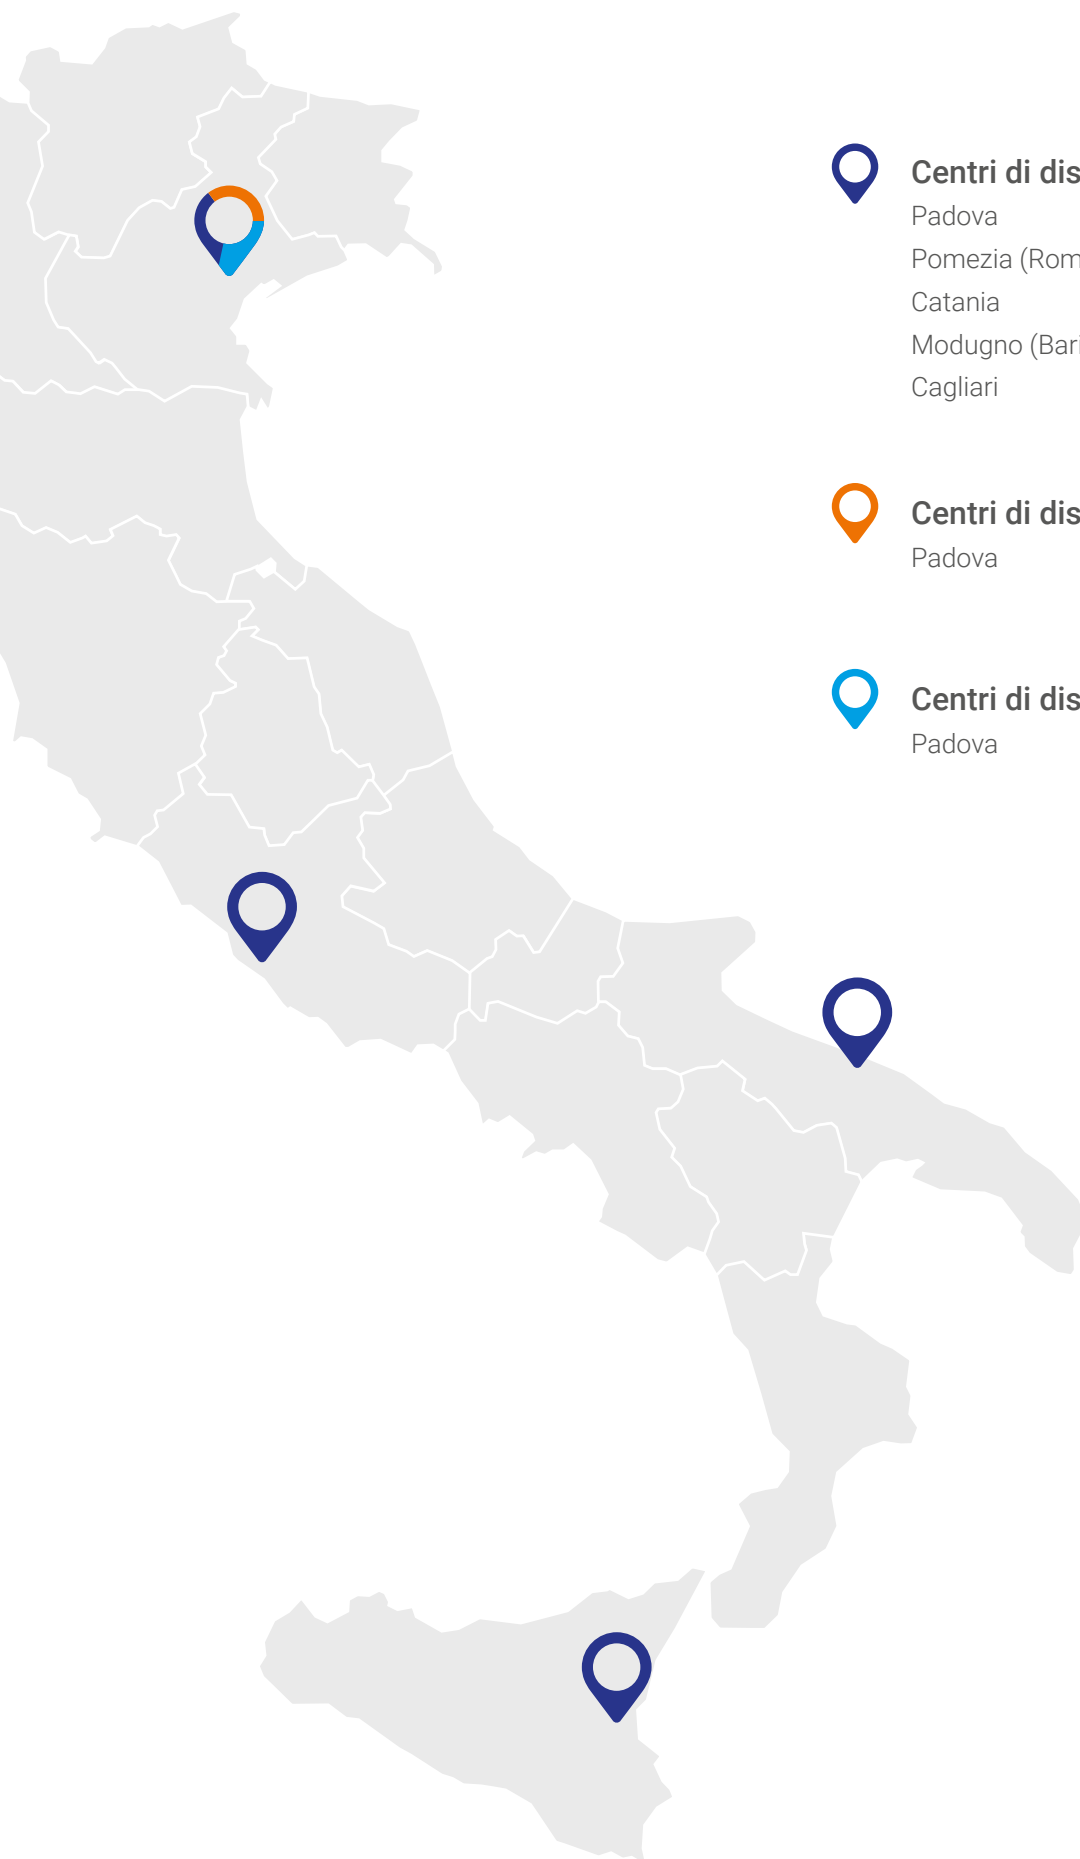 Centri di dis
Padova
Pomezia (Rom
Catania
Modugno (Bari
Cagliari
Centri di dis
Padova
Centri di dis
Padova